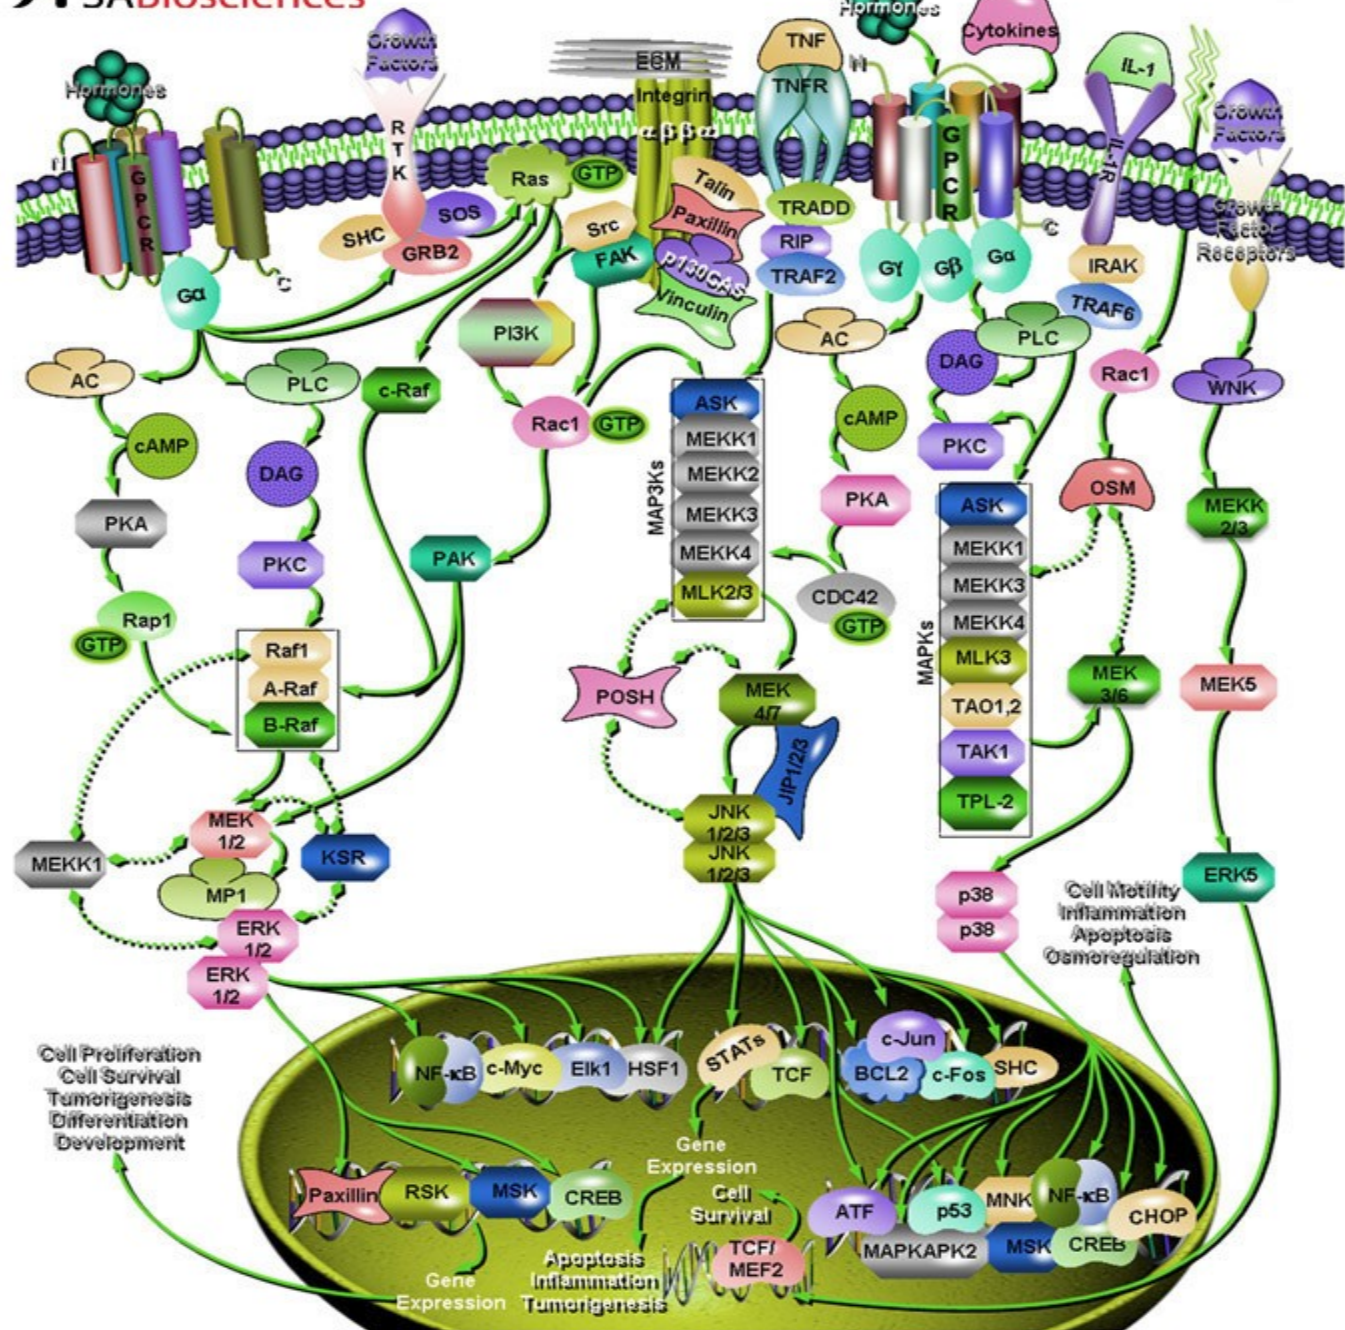 SABiosciences
Hormones
Growth
Factors
ECM
Integrin
α β β α
TNF
TNFR
N
Hormones
Cytokines
IL-1
Growth
Factors
N
GPCR
C
RTK
SHC
SOS
GRB2
Ras
GTP
Src
FAK
Talin
Paxillin
p130CAS
Vinculin
TRADD
RIP
TRAF2
GPCR
C
Gγ
Gβ
Gα
IL-1R
IRAK
TRAF6
Growth
Factor
Receptors
Gα
AC
PLC
c-Raf
PI3K
Rac1
GTP
AC
DAG
PLC
Rac1
WNK
cAMP
DAG
PKA
PKC
PAK
Rap1
GTP
Raf1
A-Raf
B-Raf
MAP3Ks
ASK
MEKK1
MEKK2
MEKK3
MEKK4
MLK2/3
cAMP
PKA
CDC42
GTP
PKC
MAPKs
ASK
MEKK1
MEKK3
MEKK4
MLK3
TAO1,2
TAK1
TPL-2
OSM
MEKK
2/3
MEK
3/6
MEK5
POSH
MEK
4/7
JIP1/2/3
JNK
1/2/3
JNK
1/2/3
MEKK1
MEK
1/2
KSR
MP1
ERK
1/2
ERK
1/2
p38
p38
Cell Motility
Inflammation
Apoptosis
Osmoregulation
ERK5
Cell Proliferation
Cell Survival
Tumorigenesis
Differentiation
Development
NF-κB
c-Myc
Elk1
HSF1
STATs
TCF
c-Jun
BCL2
c-Fos
SHC
Gene
Expression
Paxillin
RSK
MSK
CREB
Cell
Survival
ATF
p53
MNK
NF-κB
CHOP
MAPKAPK2
MSK
CREB
Gene
Expression
Apoptosis
Inflammation
Tumorigenesis
TCF/
MEF2